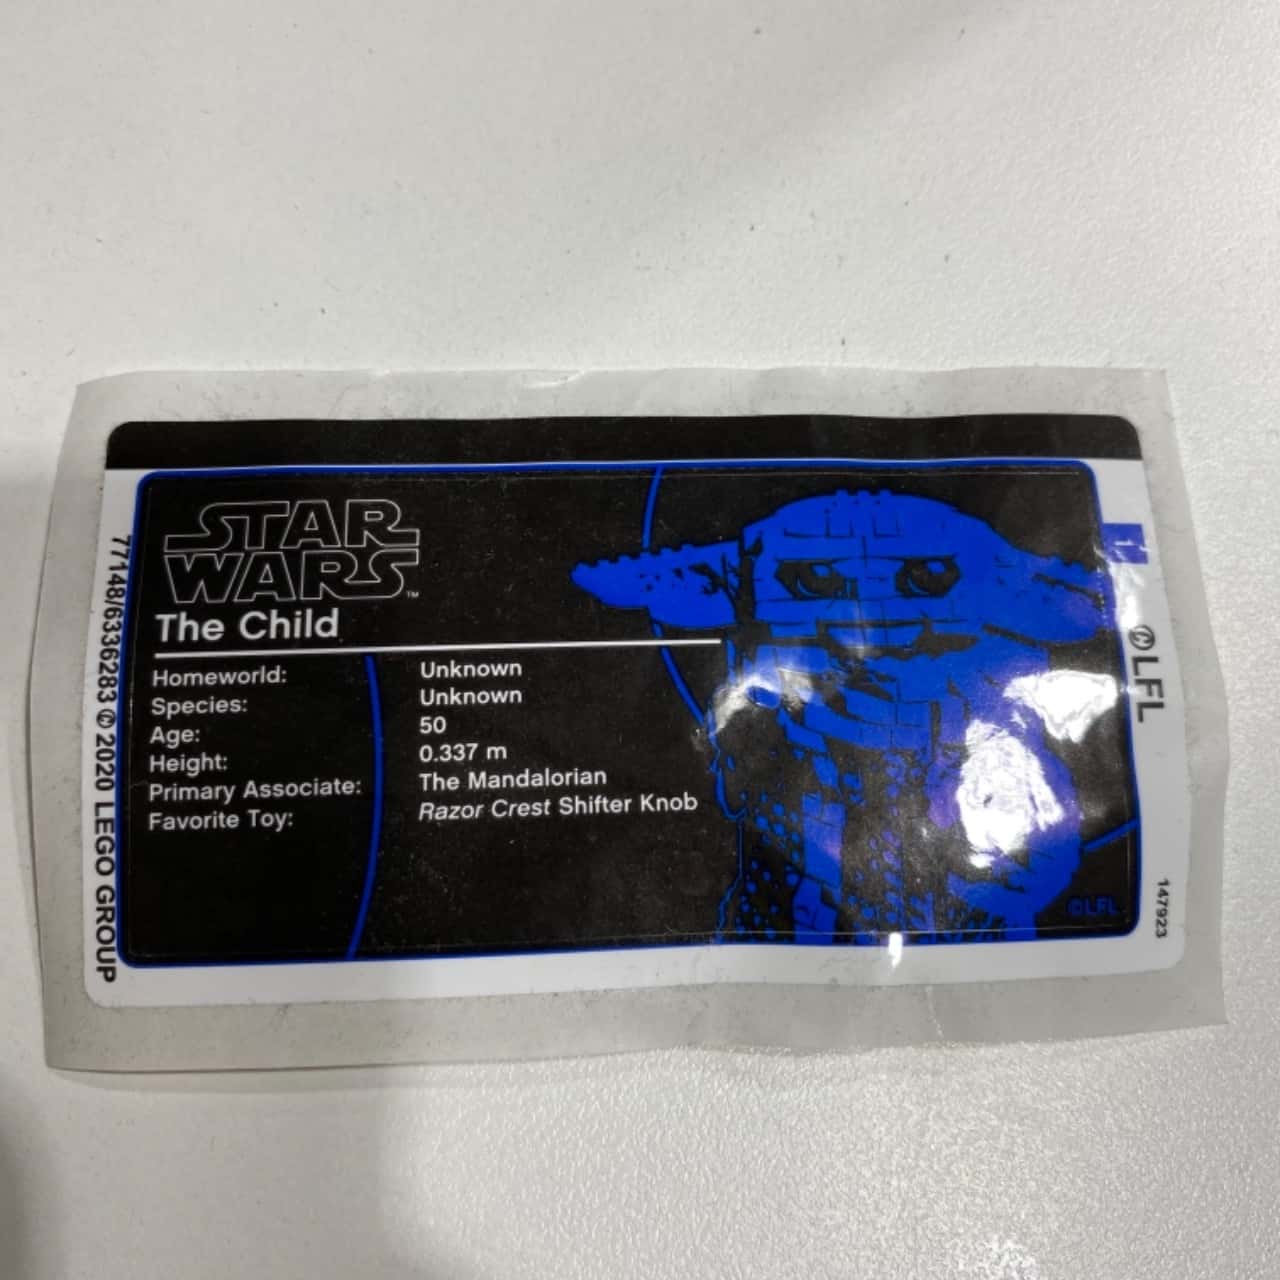 STAR
WARS™
The Child
Homeworld: Unknown
Species: Unknown
Age: 50
Height: 0.337 m
Primary Associate: The Mandalorian
Favorite Toy: Razor Crest Shifter Knob
©LFL
77148/6336283 © 2020 LEGO GROUP
1
©LFL
147923